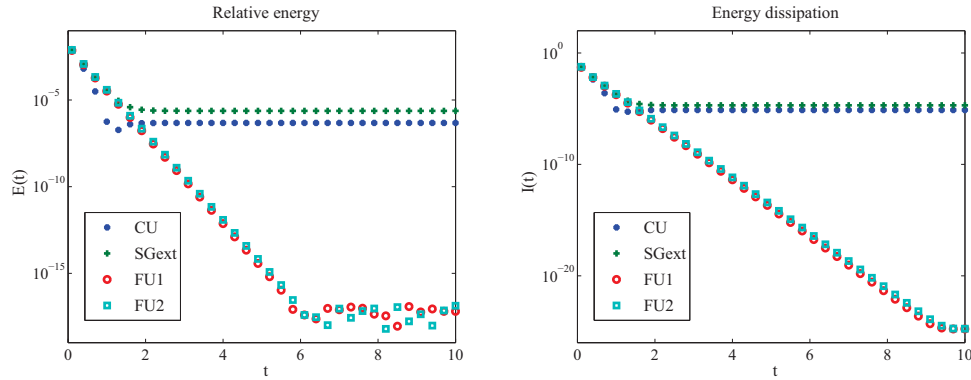 Relative energy
E(t)
10^-5
10^-10
10^-15
CU
SGext
FU1
FU2
0 2 4 6 8 10
t
Energy dissipation
I(t)
10^0
10^-10
10^-20
CU
SGext
FU1
FU2
0 2 4 6 8 10
t